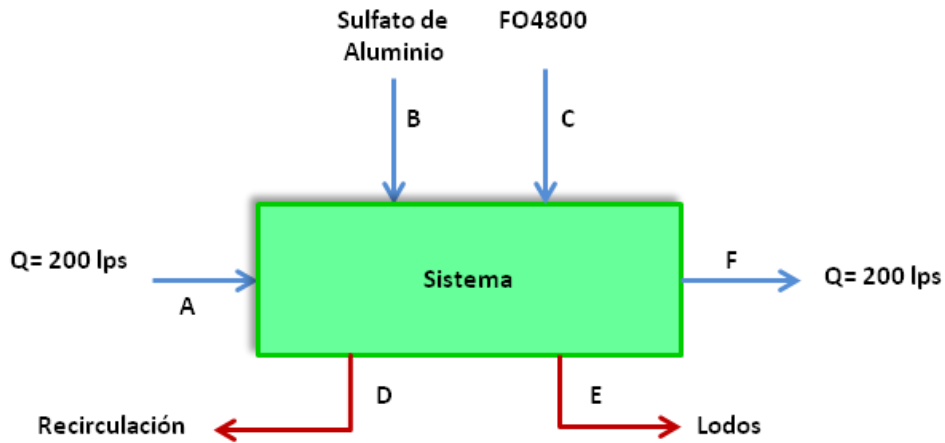 Sulfato de
Aluminio
FO4800
B
C
Q= 200 lps
A
Sistema
F
Q= 200 lps
D
E
Recirculación
Lodos